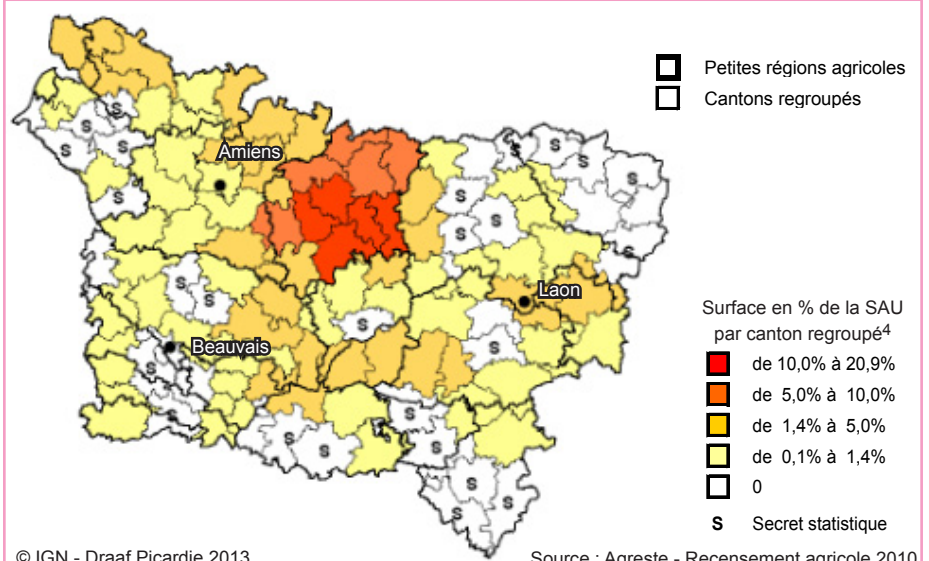 Petites régions agricoles
Cantons regroupés
S
S
S
S
Amiens
S
S
S
S
S
S
S
S
S
S
S
Laon
S
Beauvais
S
S
S
S
S
S
S
S
S
S
S
Surface en % de la SAU
par canton regroupé4
de 10,0% à 20,9%
de 5,0% à 10,0%
de 1,4% à 5,0%
de 0,1% à 1,4%
0
S Secret statistique
© IGN - Draaf Picardie 2013
Source : Agreste - Recensement agricole 2010